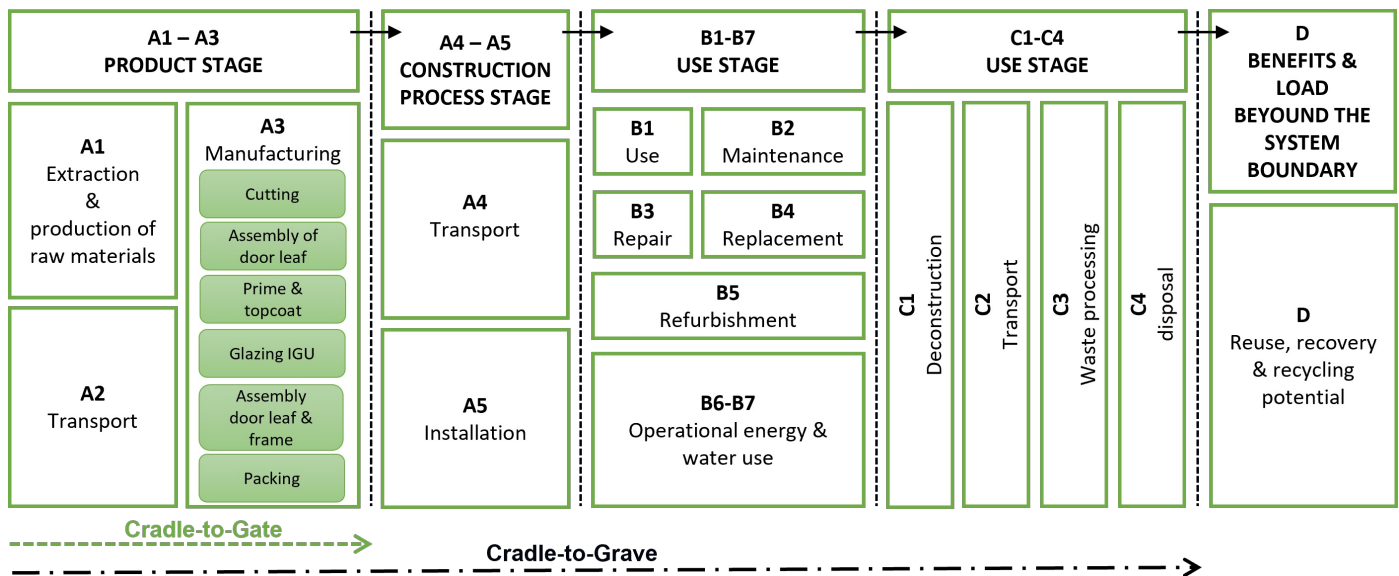 A1 – A3
PRODUCT STAGE
A1
Extraction
&
production of
raw materials
A2
Transport
A3
Manufacturing
Cutting
Assembly of
door leaf
Prime &
topcoat
Glazing IGU
Assembly
door leaf &
frame
Packing
A4 – A5
CONSTRUCTION
PROCESS STAGE
A4
Transport
A5
Installation
B1-B7
USE STAGE
B1
Use
B2
Maintenance
B3
Repair
B4
Replacement
B5
Refurbishment
B6-B7
Operational energy &
water use
C1-C4
USE STAGE
C1
Deconstruction
C2
Transport
C3
Waste processing
C4
disposal
D
BENEFITS &
LOAD
BEYOUND THE
SYSTEM
BOUNDARY
D
Reuse, recovery
& recycling
potential
Cradle-to-Gate
Cradle-to-Grave